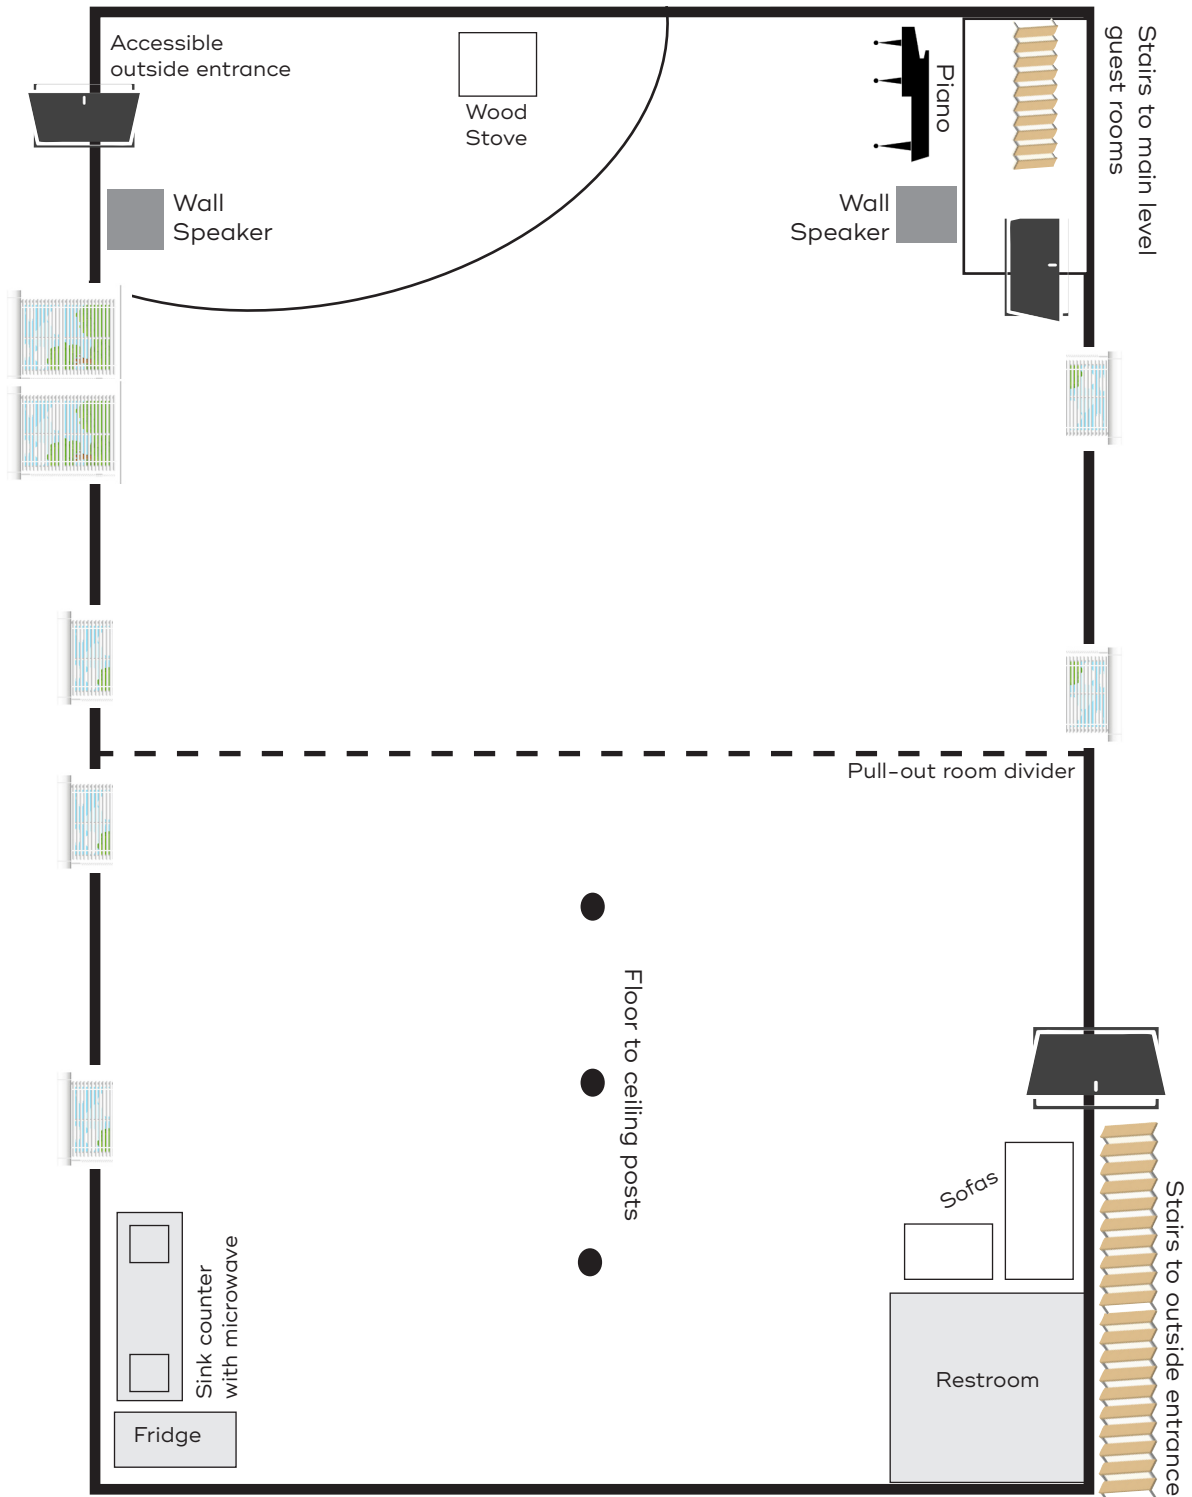 Accessible
outside entrance
Wood
Stove
Piano
Stairs to main level
guest rooms
Wall
Speaker
Wall
Speaker
Pull-out room divider
Floor to ceiling posts
Sofas
Stairs to outside entrance
Sink counter
with microwave
Restroom
Fridge